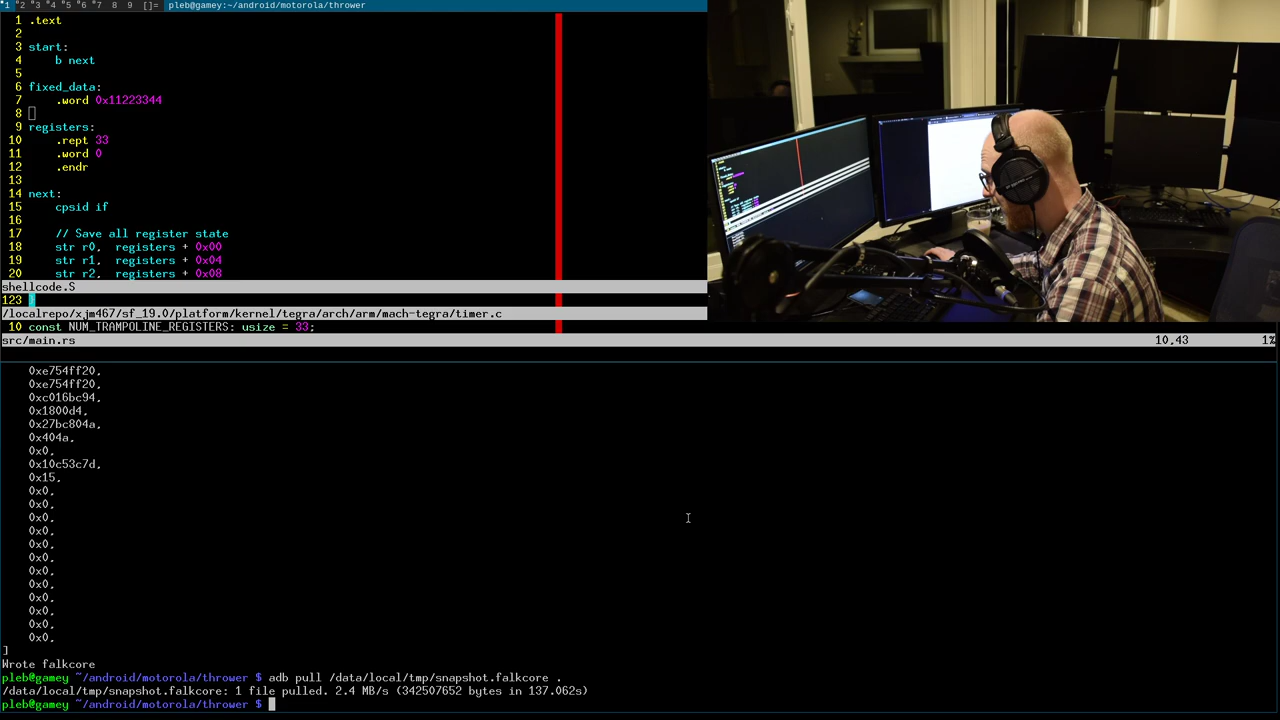 1 2 3 4 5 6 7 8 9 []= pleb@gamey:~/android/motorola/thrower
1 .text
2
3 start:
4 b next
5
6 fixed_data:
7 .word 0x11223344
8
9 registers:
10 .rept 33
11 .word 0
12 .endr
13
14 next:
15 cpsid if
16
17 // Save all register state
18 str r0, registers + 0x00
19 str r1, registers + 0x04
20 str r2, registers + 0x08
shellcode.S
123 }
/localrepo/xjm467/sf_19.0/platform/kernel/tegra/arch/arm/mach-tegra/timer.c
10 const NUM_TRAMPOLINE_REGISTERS: usize = 33;
src/main.rs 10,43 1%
0xe754ff20,
0xe754ff20,
0xc016bc94,
0x1800d4,
0x27bc804a,
0x404a,
0x0,
0x10c53c7d,
0x15,
0x0,
0x0,
0x0,
0x0,
0x0,
0x0,
0x0,
0x0,
0x0,
0x0,
0x0,
0x0,
]
Wrote falkcore
pleb@gamey ~/android/motorola/thrower $ adb pull /data/local/tmp/snapshot.falkcore .
/data/local/tmp/snapshot.falkcore: 1 file pulled. 2.4 MB/s (342507652 bytes in 137.062s)
pleb@gamey ~/android/motorola/thrower $